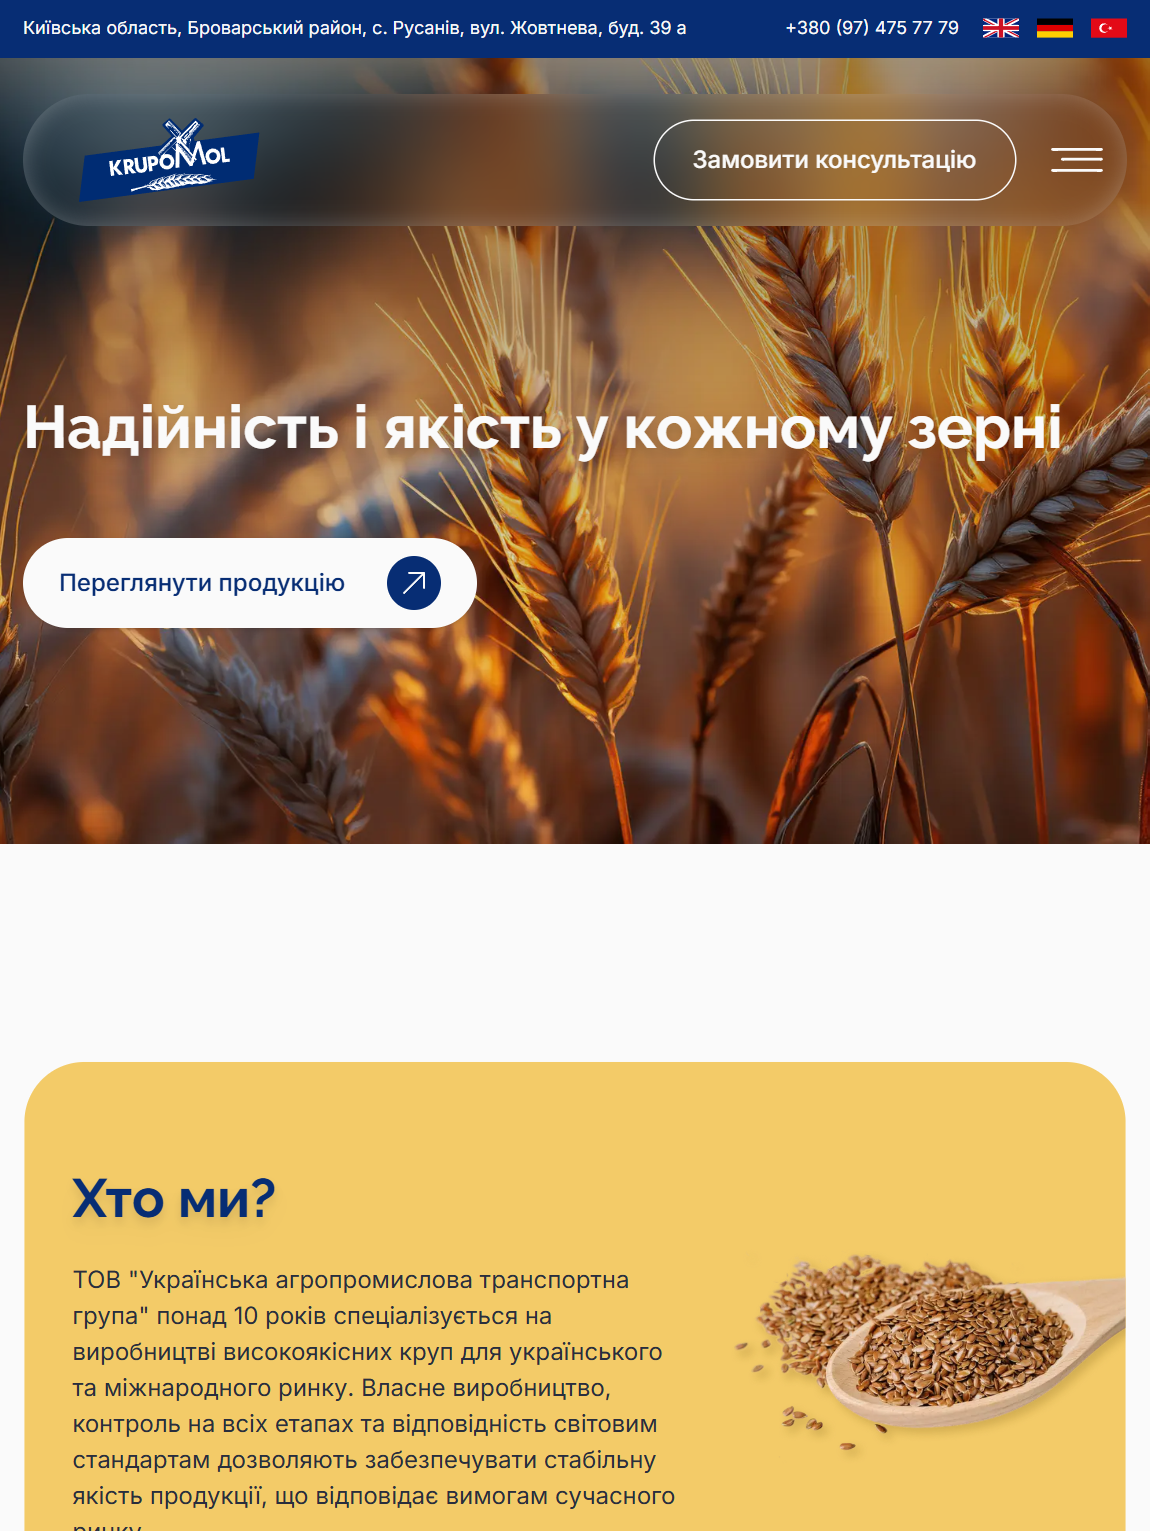 Київська область, Броварський район, с. Русанів, вул. Жовтнева, буд. 39 а
+380 (97) 475 77 79
KRUPOMOL
Замовити консультацію
Надійність і якість у кожному зерні
Переглянути продукцію
Хто ми?
ТОВ "Українська агропромислова транспортна
група" понад 10 років спеціалізується на
виробництві високоякісних круп для українського
та міжнародного ринку. Власне виробництво,
контроль на всіх етапах та відповідність світовим
стандартам дозволяють забезпечувати стабільну
якість продукції, що відповідає вимогам сучасного
ринку.